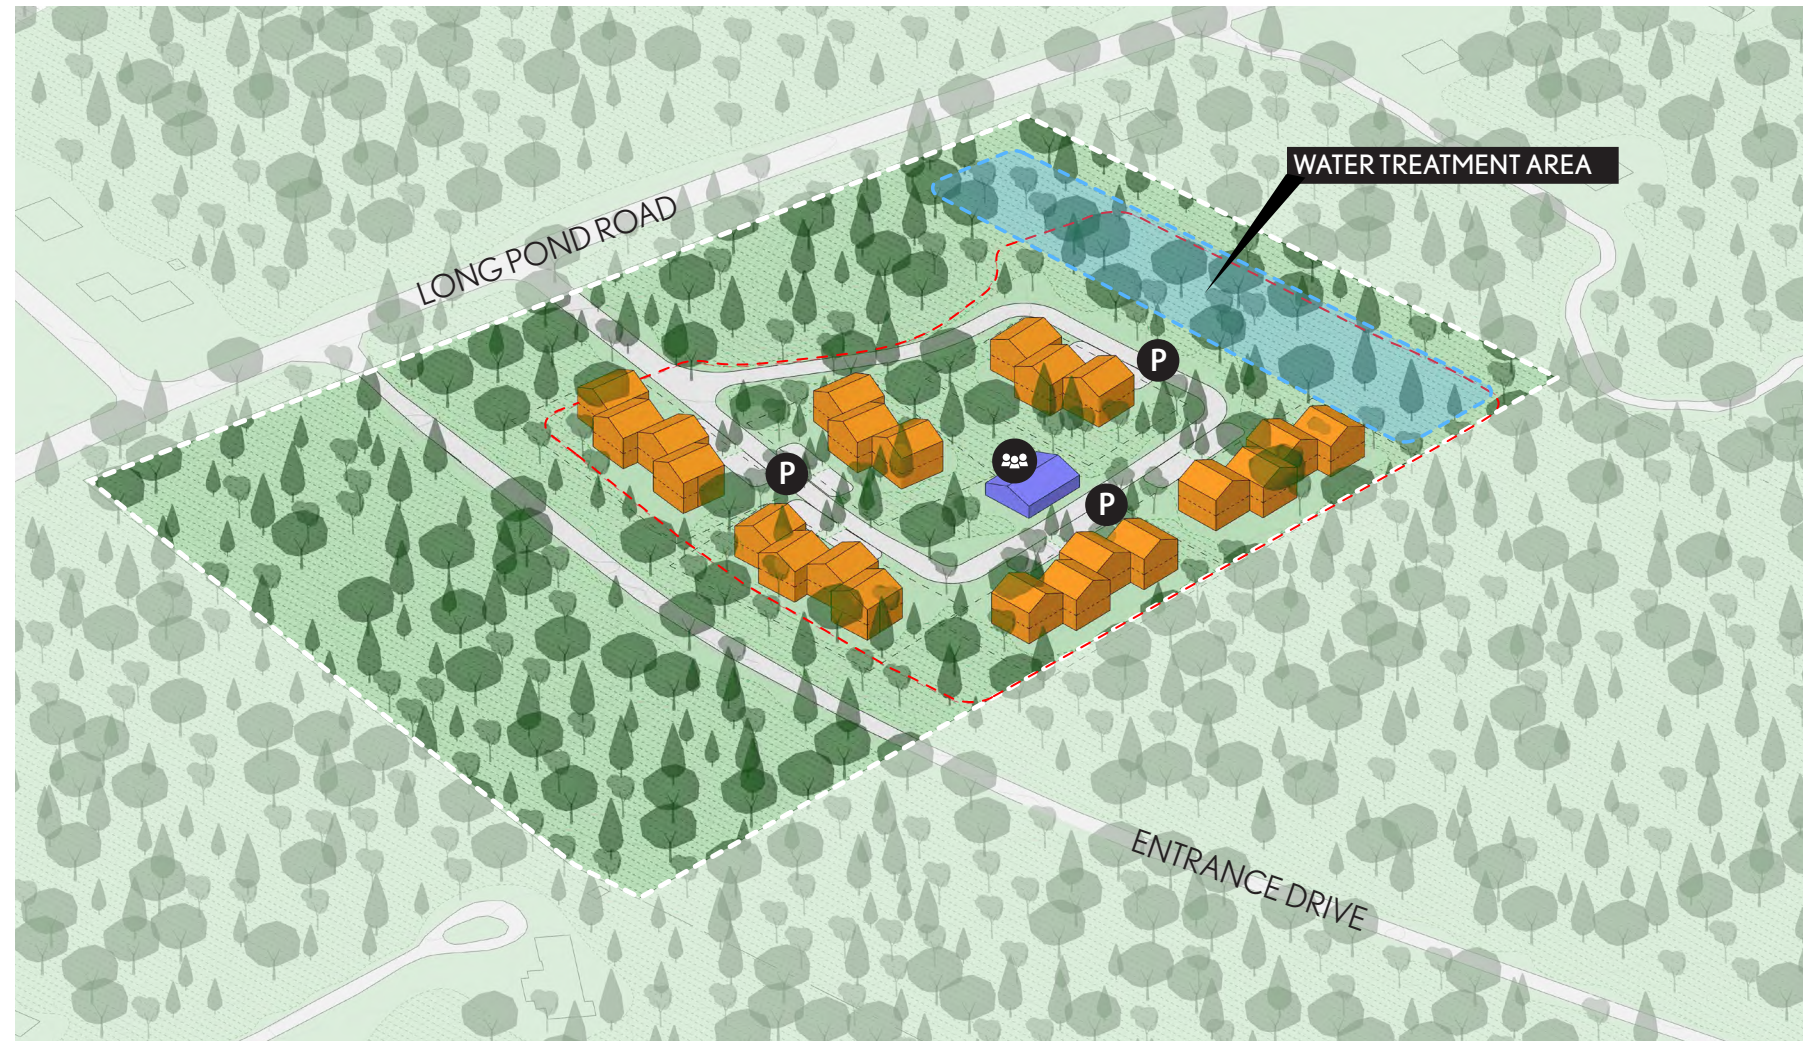 WATER TREATMENT AREA
LONG POND ROAD
P
P
P
ENTRANCE DRIVE